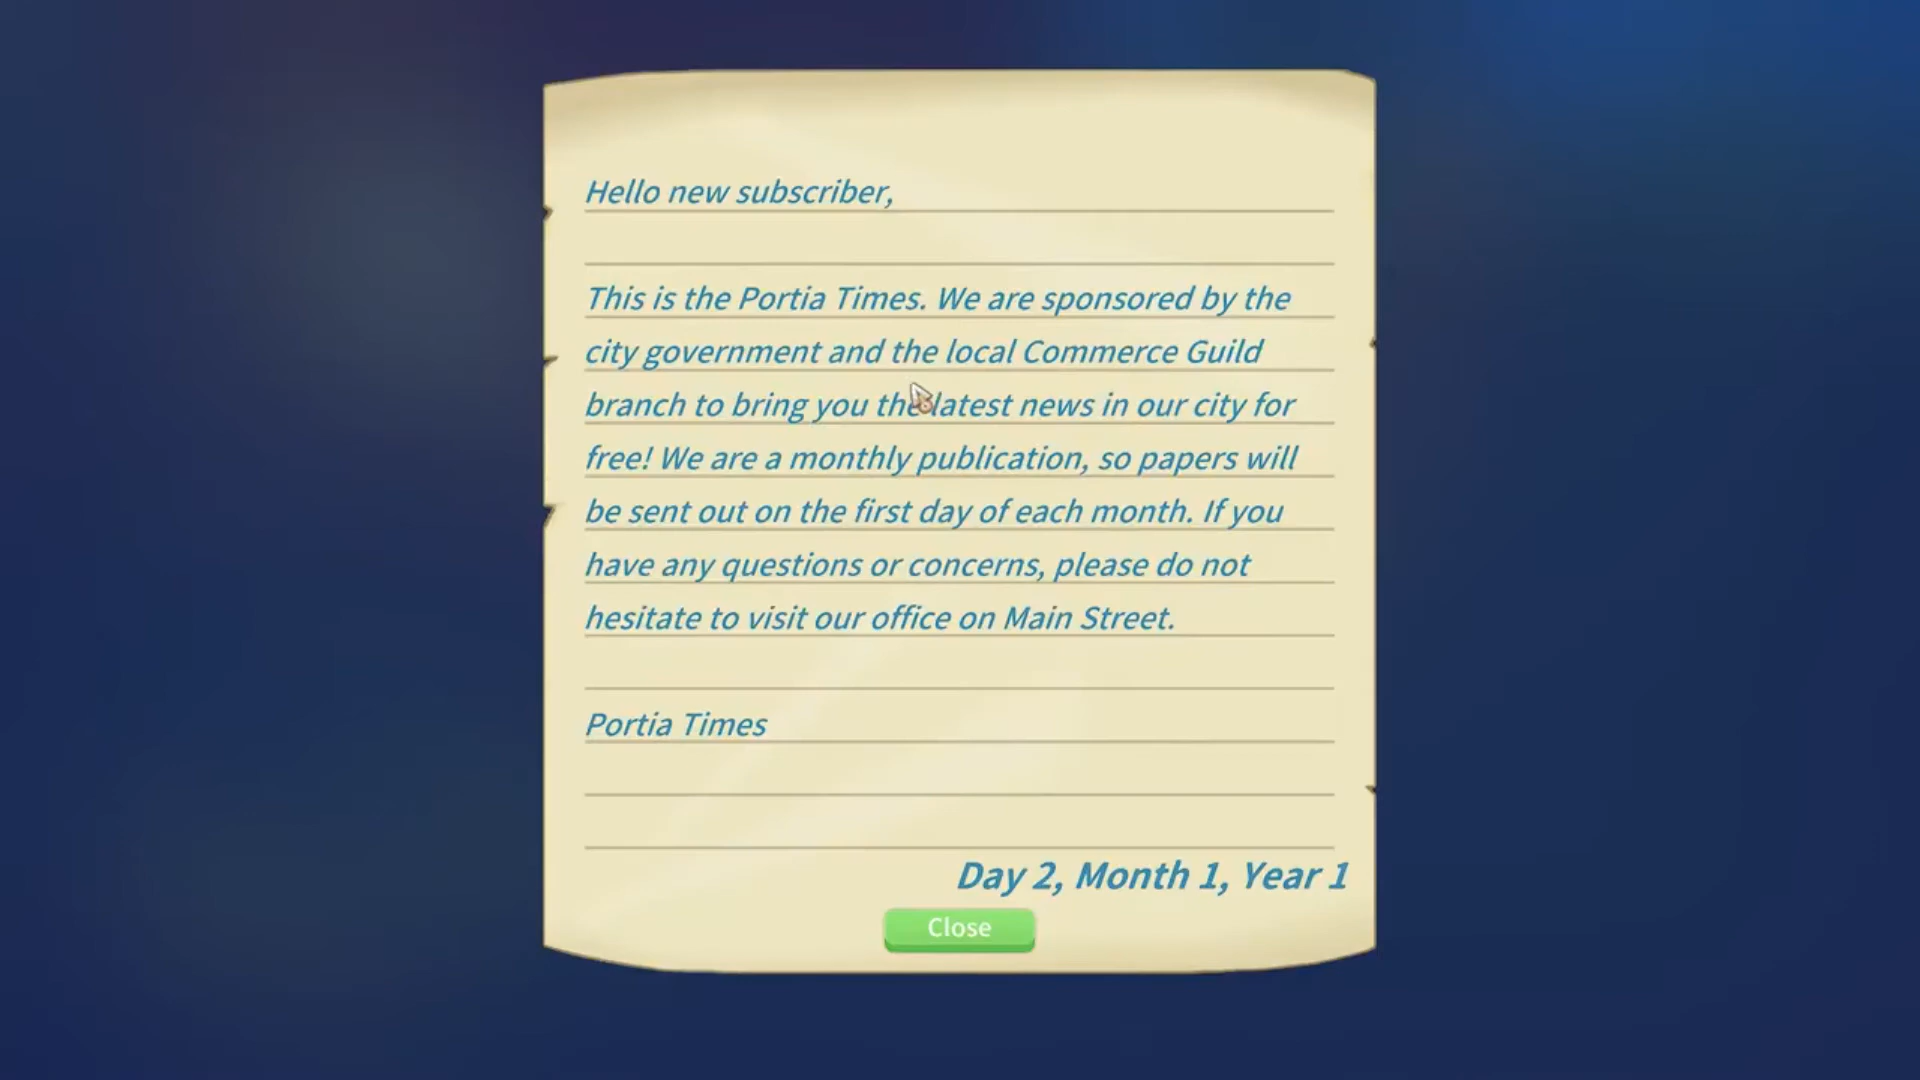 Hello new subscriber,
This is the Portia Times. We are sponsored by the
city government and the local Commerce Guild
branch to bring you the latest news in our city for
free! We are a monthly publication, so papers will
be sent out on the first day of each month. If you
have any questions or concerns, please do not
hesitate to visit our office on Main Street.
Portia Times
Day 2, Month 1, Year 1
Close